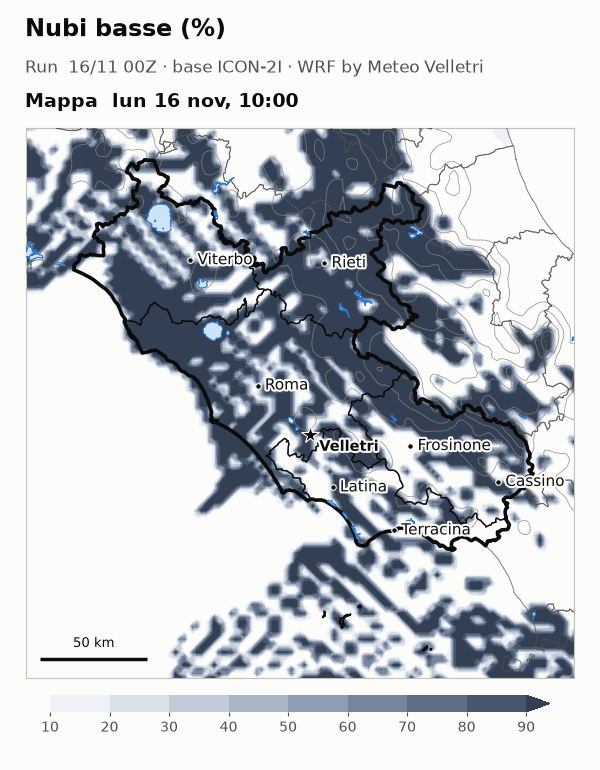 Nubi basse (%)
Run  16/11 00Z · base ICON-2I · WRF by Meteo Velletri
Mappa  lun 16 nov, 10:00
Viterbo
Rieti
Roma
Velletri
Frosinone
Latina
Cassino
Terracina
50 km
10 20 30 40 50 60 70 80 90